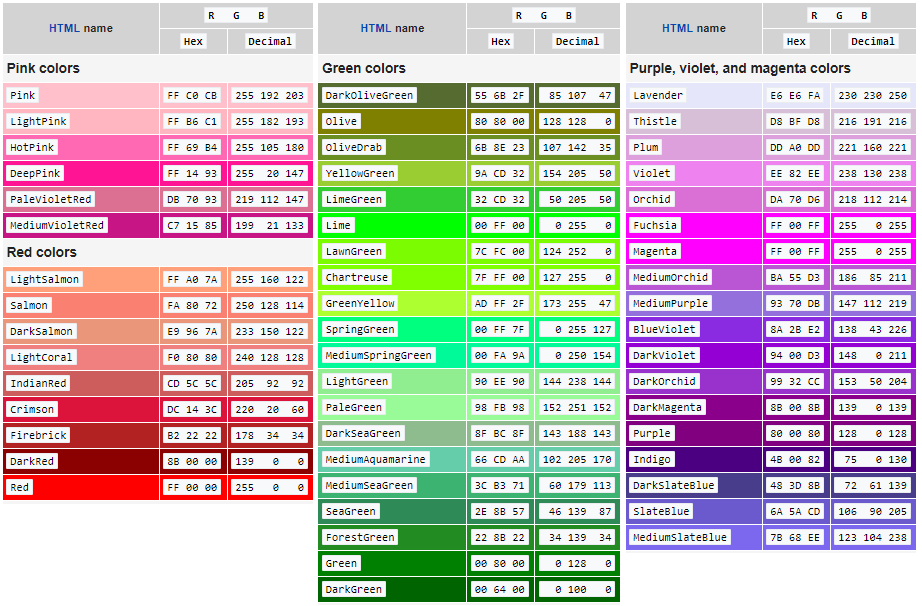 HTML name R G B
Hex Decimal
Pink colors
Pink FF C0 CB 255 192 203
LightPink FF B6 C1 255 182 193
HotPink FF 69 B4 255 105 180
DeepPink FF 14 93 255 20 147
PaleVioletRed DB 70 93 219 112 147
MediumVioletRed C7 15 85 199 21 133
Red colors
LightSalmon FF A0 7A 255 160 122
Salmon FA 80 72 250 128 114
DarkSalmon E9 96 7A 233 150 122
LightCoral F0 80 80 240 128 128
IndianRed CD 5C 5C 205 92 92
Crimson DC 14 3C 220 20 60
Firebrick B2 22 22 178 34 34
DarkRed 8B 00 00 139 0 0
Red FF 00 00 255 0 0
HTML name R G B
Hex Decimal
Green colors
DarkOliveGreen 55 6B 2F 85 107 47
Olive 80 80 00 128 128 0
OliveDrab 6B 8E 23 107 142 35
YellowGreen 9A CD 32 154 205 50
LimeGreen 32 CD 32 50 205 50
Lime 00 FF 00 0 255 0
LawnGreen 7C FC 00 124 252 0
Chartreuse 7F FF 00 127 255 0
GreenYellow AD FF 2F 173 255 47
SpringGreen 00 FF 7F 0 255 127
MediumSpringGreen 00 FA 9A 0 250 154
LightGreen 90 EE 90 144 238 144
PaleGreen 98 FB 98 152 251 152
DarkSeaGreen 8F BC 8F 143 188 143
MediumAquamarine 66 CD AA 102 205 170
MediumSeaGreen 3C B3 71 60 179 113
SeaGreen 2E 8B 57 46 139 87
ForestGreen 22 8B 22 34 139 34
Green 00 80 00 0 128 0
DarkGreen 00 64 00 0 100 0
HTML name R G B
Hex Decimal
Purple, violet, and magenta colors
Lavender E6 E6 FA 230 230 250
Thistle D8 BF D8 216 191 216
Plum DD A0 DD 221 160 221
Violet EE 82 EE 238 130 238
Orchid DA 70 D6 218 112 214
Fuchsia FF 00 FF 255 0 255
Magenta FF 00 FF 255 0 255
MediumOrchid BA 55 D3 186 85 211
MediumPurple 93 70 DB 147 112 219
BlueViolet 8A 2B E2 138 43 226
DarkViolet 94 00 D3 148 0 211
DarkOrchid 99 32 CC 153 50 204
DarkMagenta 8B 00 8B 139 0 139
Purple 80 00 80 128 0 128
Indigo 4B 00 82 75 0 130
DarkSlateBlue 48 3D 8B 72 61 139
SlateBlue 6A 5A CD 106 90 205
MediumSlateBlue 7B 68 EE 123 104 238